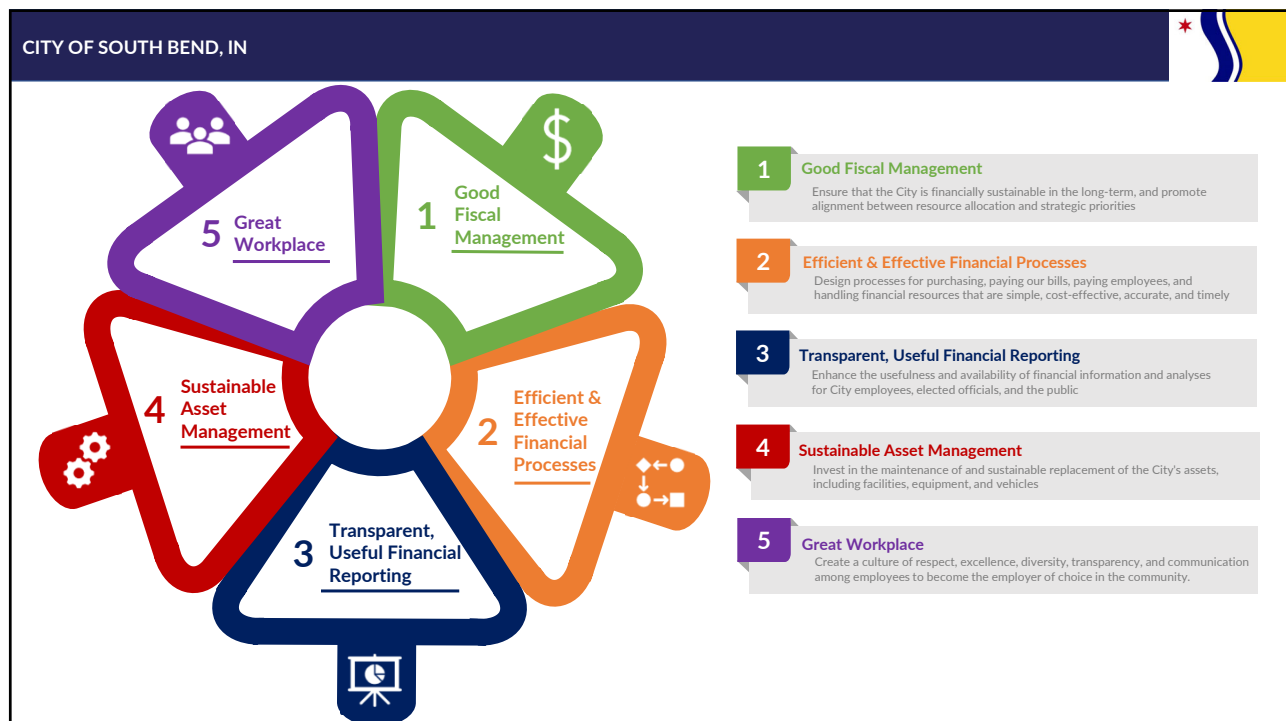 CITY OF SOUTH BEND, IN
5
Great
Workplace
1
Good
Fiscal
Management
4
Sustainable
Asset
Management
2
Efficient &
Effective
Financial
Processes
3
Transparent,
Useful Financial
Reporting
1
Good Fiscal Management
Ensure that the City is financially sustainable in the long-term, and promote
alignment between resource allocation and strategic priorities
2
Efficient & Effective Financial Processes
Design processes for purchasing, paying our bills, paying employees, and
handling financial resources that are simple, cost-effective, accurate, and timely
3
Transparent, Useful Financial Reporting
Enhance the usefulness and availability of financial information and analyses
for City employees, elected officials, and the public
4
Sustainable Asset Management
Invest in the maintenance of and sustainable replacement of the City's assets,
including facilities, equipment, and vehicles
5
Great Workplace
Create a culture of respect, excellence, diversity, transparency, and communication
among employees to become the employer of choice in the community.